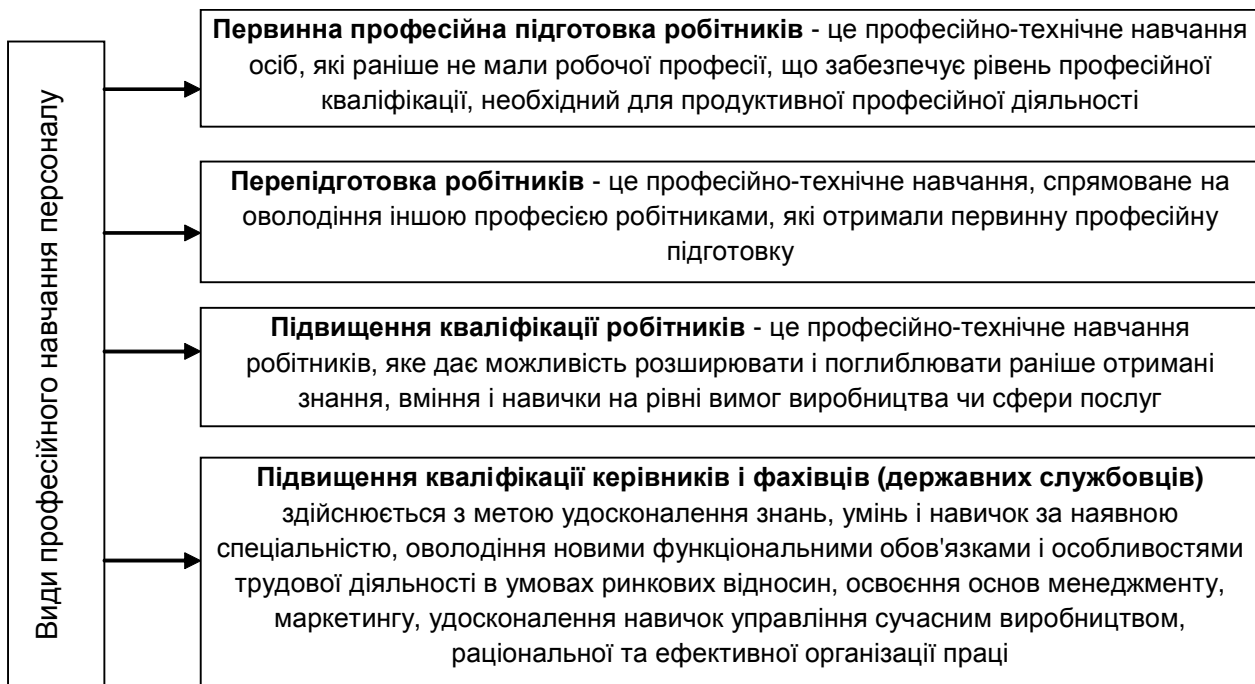 Види професійного навчання персоналу
Первинна професійна підготовка робітників - це професійно-технічне навчання
осіб, які раніше не мали робочої професії, що забезпечує рівень професійної
кваліфікації, необхідний для продуктивної професійної діяльності
Перепідготовка робітників - це професійно-технічне навчання, спрямоване на
оволодіння іншою професією робітниками, які отримали первинну професійну
підготовку
Підвищення кваліфікації робітників - це професійно-технічне навчання
робітників, яке дає можливість розширювати і поглиблювати раніше отримані
знання, вміння і навички на рівні вимог виробництва чи сфери послуг
Підвищення кваліфікації керівників і фахівців (державних службовців)
здійснюється з метою удосконалення знань, умінь і навичок за наявною
спеціальністю, оволодіння новими функціональними обов'язками і особливостями
трудової діяльності в умовах ринкових відносин, освоєння основ менеджменту,
маркетингу, удосконалення навичок управління сучасним виробництвом,
раціональної та ефективної організації праці